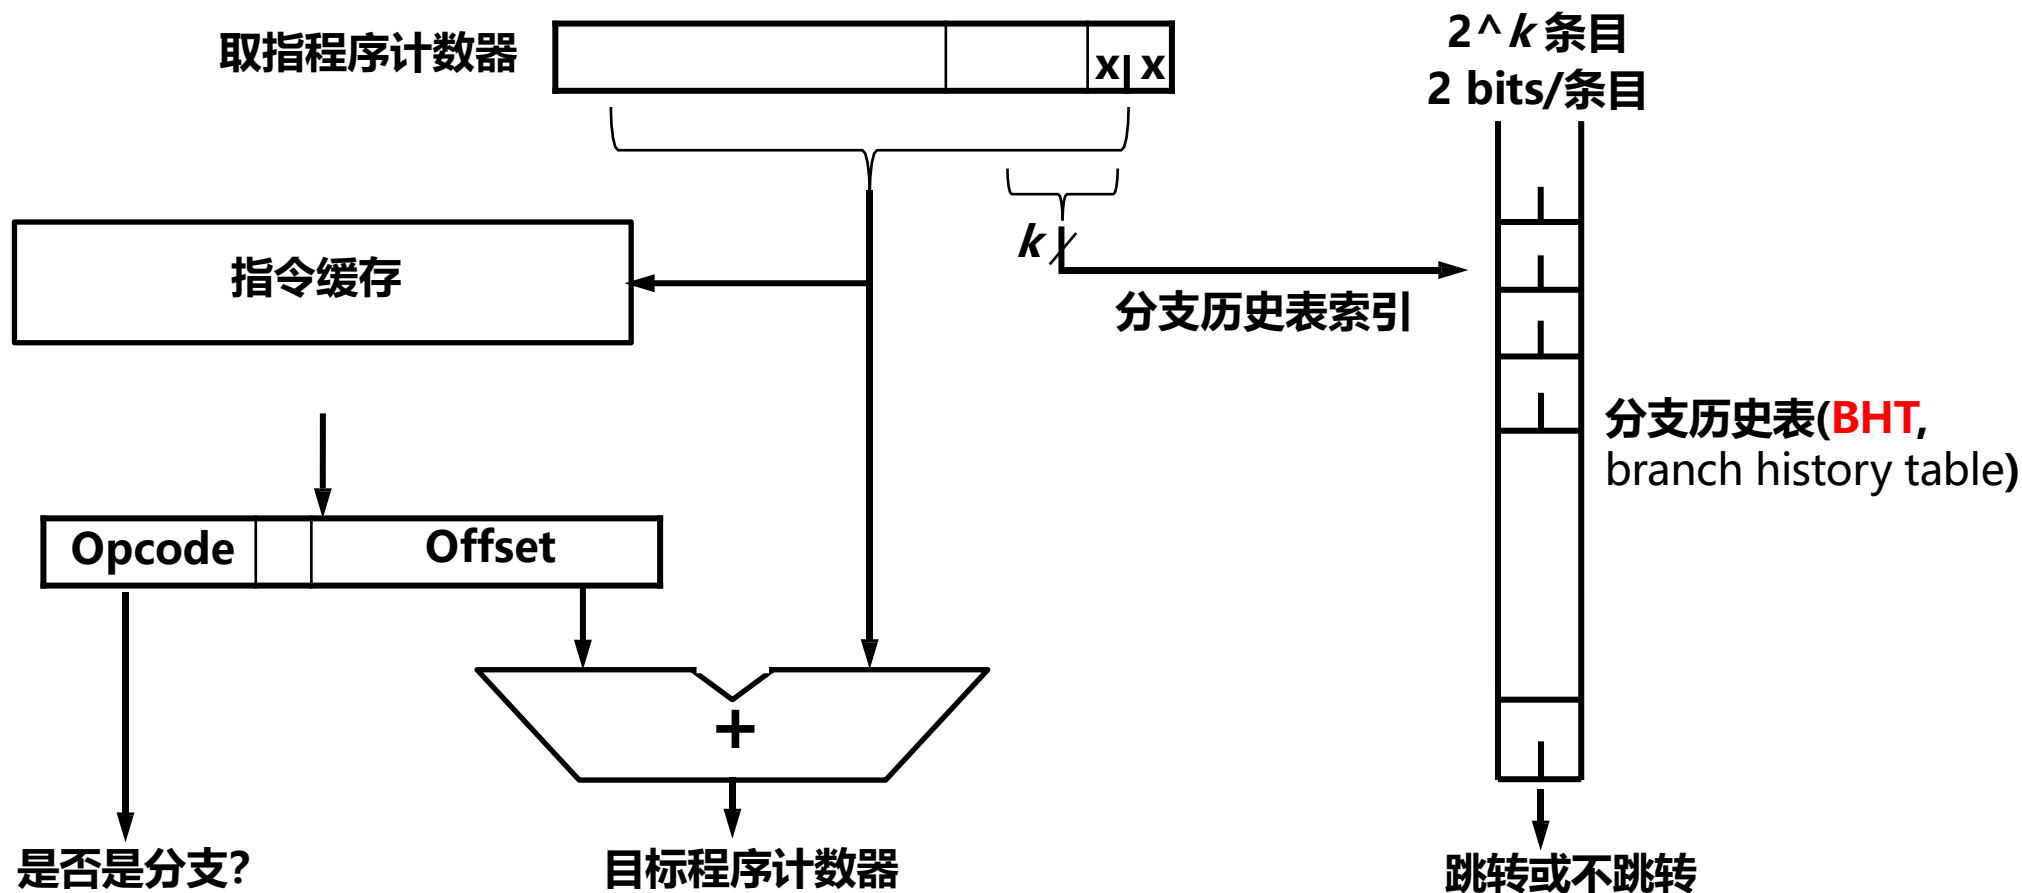 取指程序计数器
x x
2^k 条目
2 bits/条目
指令缓存
k
分支历史表索引
分支历史表(BHT,
branch history table)
Opcode
Offset
+
是否是分支?
目标程序计数器
跳转或不跳转